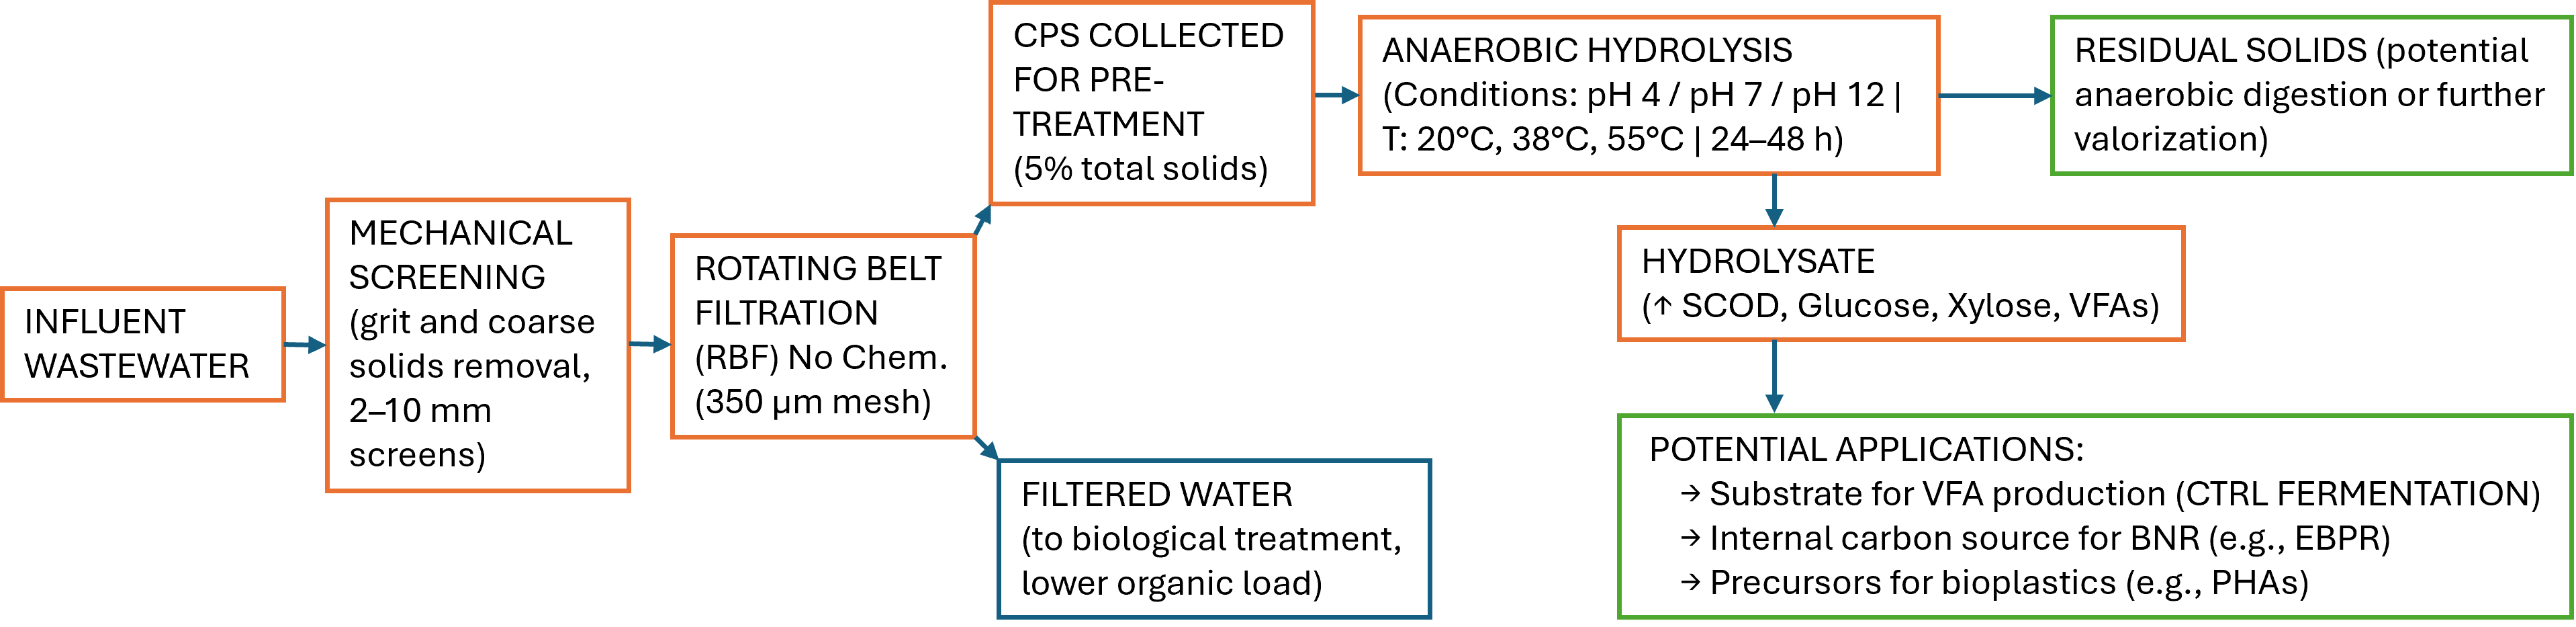 INFLUENT
WASTEWATER
MECHANICAL
SCREENING
(grit and coarse
solids removal,
2–10 mm
screens)
ROTATING BELT
FILTRATION
(RBF) No Chem.
(350 µm mesh)
CPS COLLECTED
FOR PRE-
TREATMENT
(5% total solids)
FILTERED WATER
(to biological treatment,
lower organic load)
ANAEROBIC HYDROLYSIS
(Conditions: pH 4 / pH 7 / pH 12 |
T: 20°C, 38°C, 55°C | 24–48 h)
RESIDUAL SOLIDS (potential
anaerobic digestion or further
valorization)
HYDROLYSATE
(↑ SCOD, Glucose, Xylose, VFAs)
POTENTIAL APPLICATIONS:
→ Substrate for VFA production (CTRL FERMENTATION)
→ Internal carbon source for BNR (e.g., EBPR)
→ Precursors for bioplastics (e.g., PHAs)